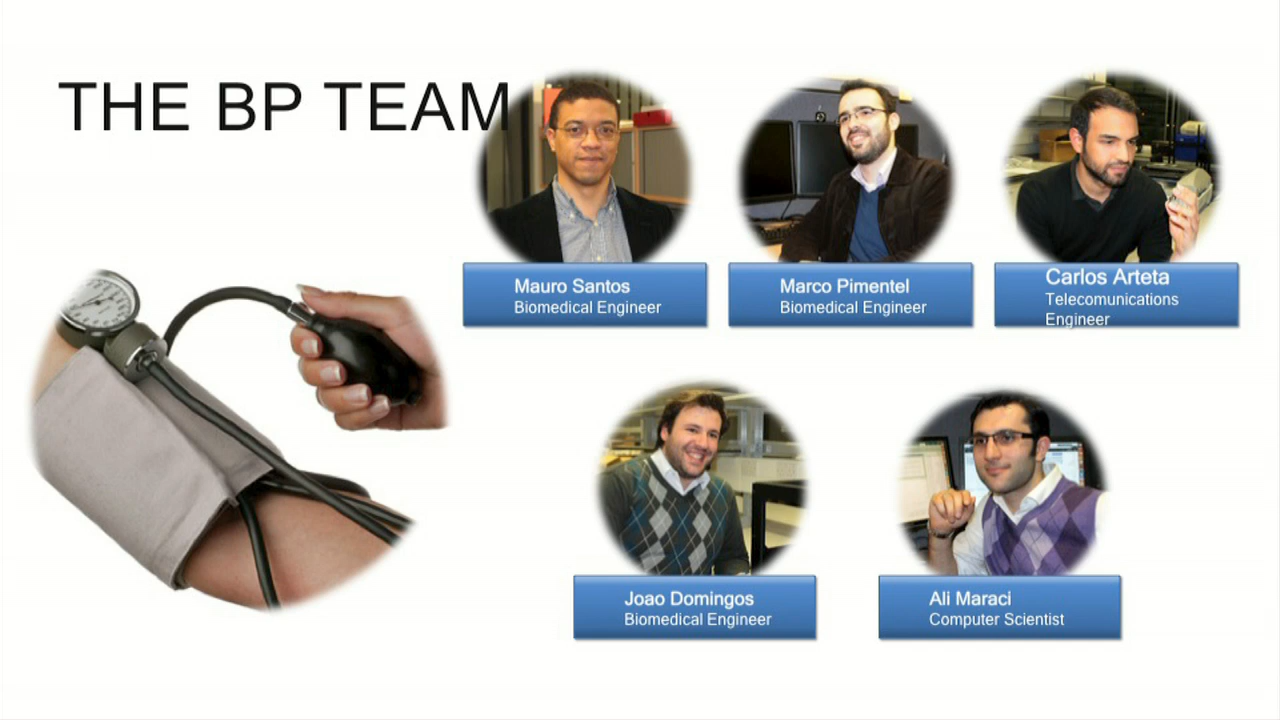 THE BP TEAM
Mauro Santos
Biomedical Engineer
Marco Pimentel
Biomedical Engineer
Carlos Arteta
Telecomunications
Engineer
Joao Domingos
Biomedical Engineer
Ali Maraci
Computer Scientist